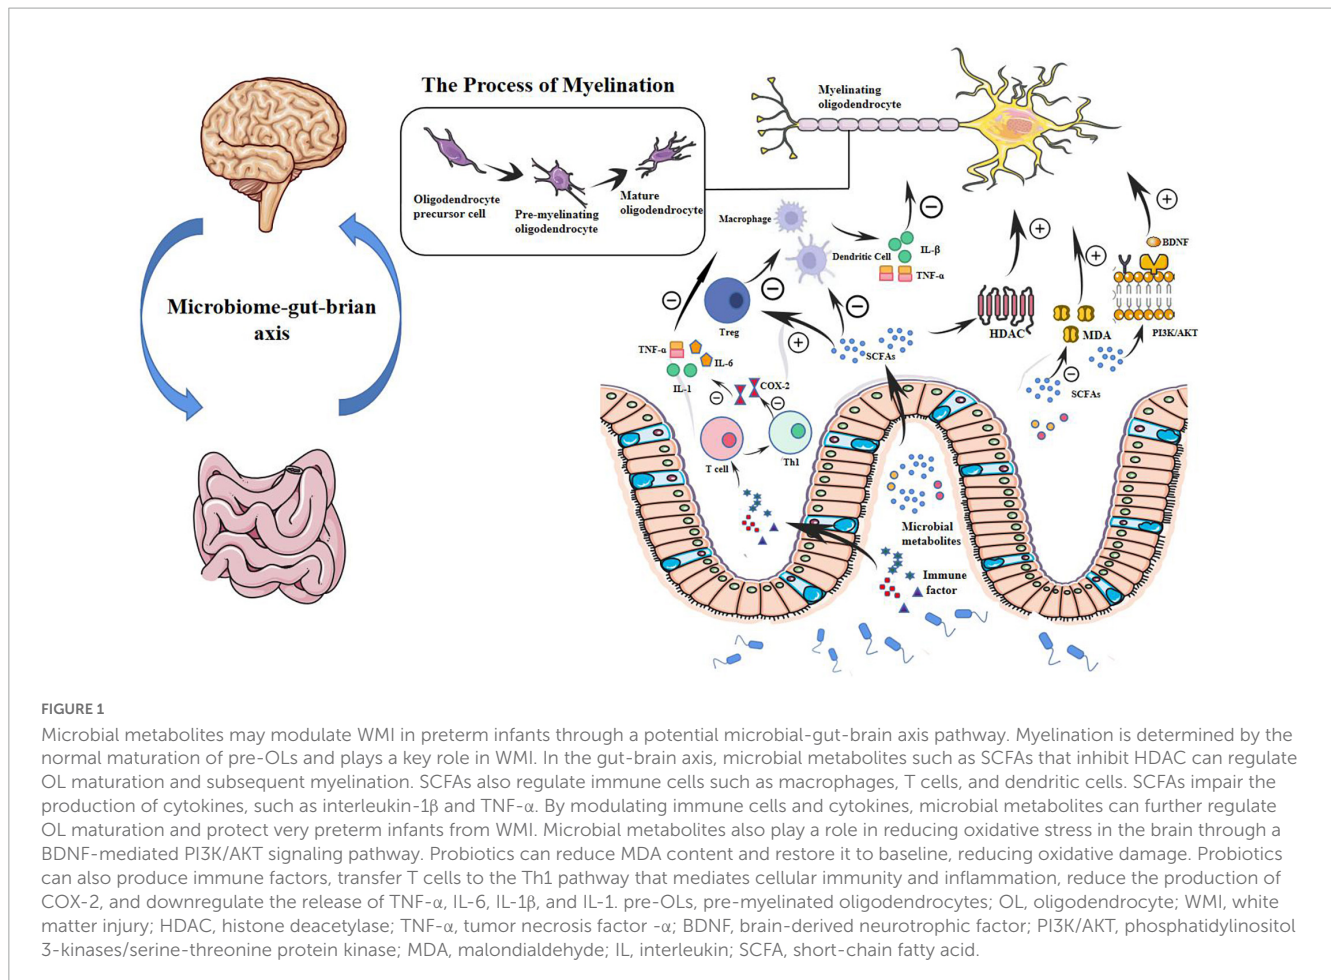 The Process of Myelination
Oligodendrocyte
precursor cell
Pre-myelinating
oligodendrocyte
Mature
oligodendrocyte
Myelinating
oligodendrocyte
Microbiome-gut-brian
axis
Macrophage
Dendritic Cell
IL-β
TNF-α
Treg
SCFAs
HDAC
MDA
BDNF
PI3K/AKT
SCFAs
TNF-α
IL-6
IL-1
COX-2
T cell
Th1
Microbial
metabolites
Immune
factor
+
+
+
+
−
−
−
−
−
−
−
FIGURE 1
Microbial metabolites may modulate WMI in preterm infants through a potential microbial-gut-brain axis pathway. Myelination is determined by the
normal maturation of pre-OLs and plays a key role in WMI. In the gut-brain axis, microbial metabolites such as SCFAs that inhibit HDAC can regulate
OL maturation and subsequent myelination. SCFAs also regulate immune cells such as macrophages, T cells, and dendritic cells. SCFAs impair the
production of cytokines, such as interleukin-1β and TNF-α. By modulating immune cells and cytokines, microbial metabolites can further regulate
OL maturation and protect very preterm infants from WMI. Microbial metabolites also play a role in reducing oxidative stress in the brain through a
BDNF-mediated PI3K/AKT signaling pathway. Probiotics can reduce MDA content and restore it to baseline, reducing oxidative damage. Probiotics
can also produce immune factors, transfer T cells to the Th1 pathway that mediates cellular immunity and inflammation, reduce the production of
COX-2, and downregulate the release of TNF-α, IL-6, IL-1β, and IL-1. pre-OLs, pre-myelinated oligodendrocytes; OL, oligodendrocyte; WMI, white
matter injury; HDAC, histone deacetylase; TNF-α, tumor necrosis factor -α; BDNF, brain-derived neurotrophic factor; PI3K/AKT, phosphatidylinositol
3-kinases/serine-threonine protein kinase; MDA, malondialdehyde; IL, interleukin; SCFA, short-chain fatty acid.